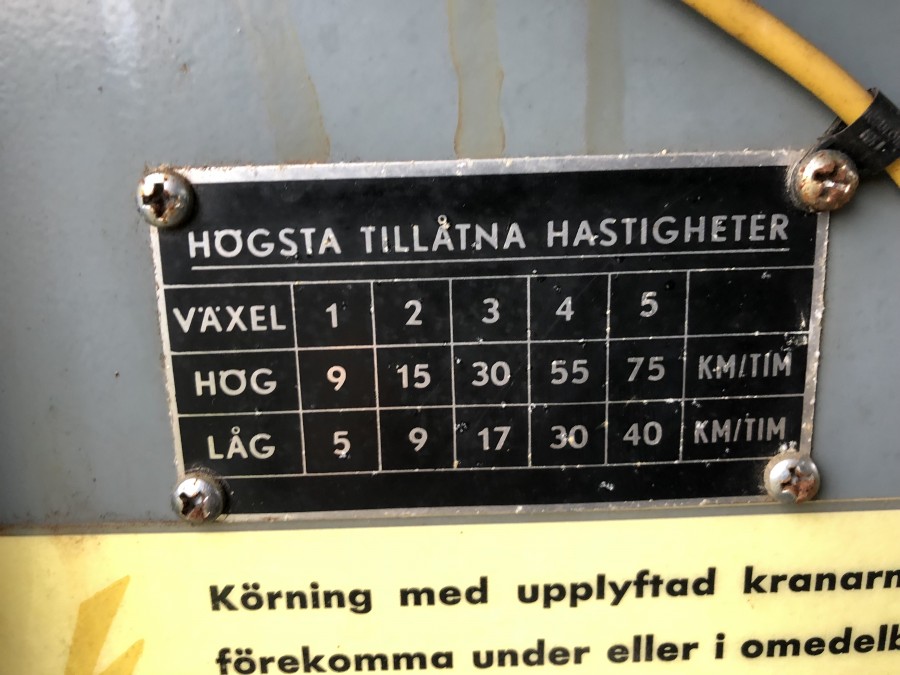 HÖGSTA TILLÅTNA HASTIGHETER
VÄXEL 1 2 3 4 5
HÖG 9 15 30 55 75 KM/TIM
LÅG 5 9 17 30 40 KM/TIM
Körning med upplyftad kranarm
förekomma under eller i omedelb